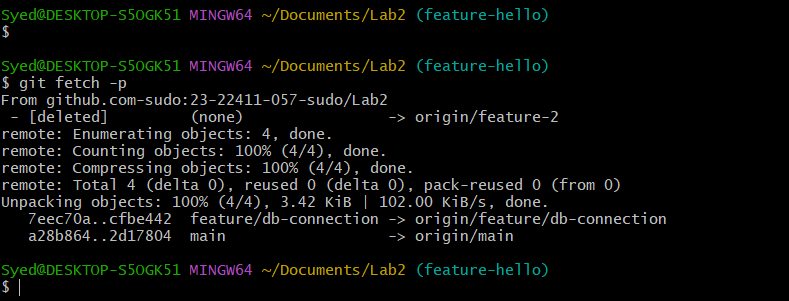 Syed@DESKTOP-S5OGK51 MINGW64 ~/Documents/Lab2 (feature-hello)
$
Syed@DESKTOP-S5OGK51 MINGW64 ~/Documents/Lab2 (feature-hello)
$ git fetch -p
From github.com-sudo:23-22411-057-sudo/Lab2
 - [deleted]         (none)                -> origin/feature-2
remote: Enumerating objects: 4, done.
remote: Counting objects: 100% (4/4), done.
remote: Compressing objects: 100% (4/4), done.
remote: Total 4 (delta 0), reused 0 (delta 0), pack-reused 0 (from 0)
Unpacking objects: 100% (4/4), 3.42 KiB | 102.00 KiB/s, done.
   7eec70a..cfbe442  feature/db-connection -> origin/feature/db-connection
   a28b864..2d17804  main                  -> origin/main
Syed@DESKTOP-S5OGK51 MINGW64 ~/Documents/Lab2 (feature-hello)
$